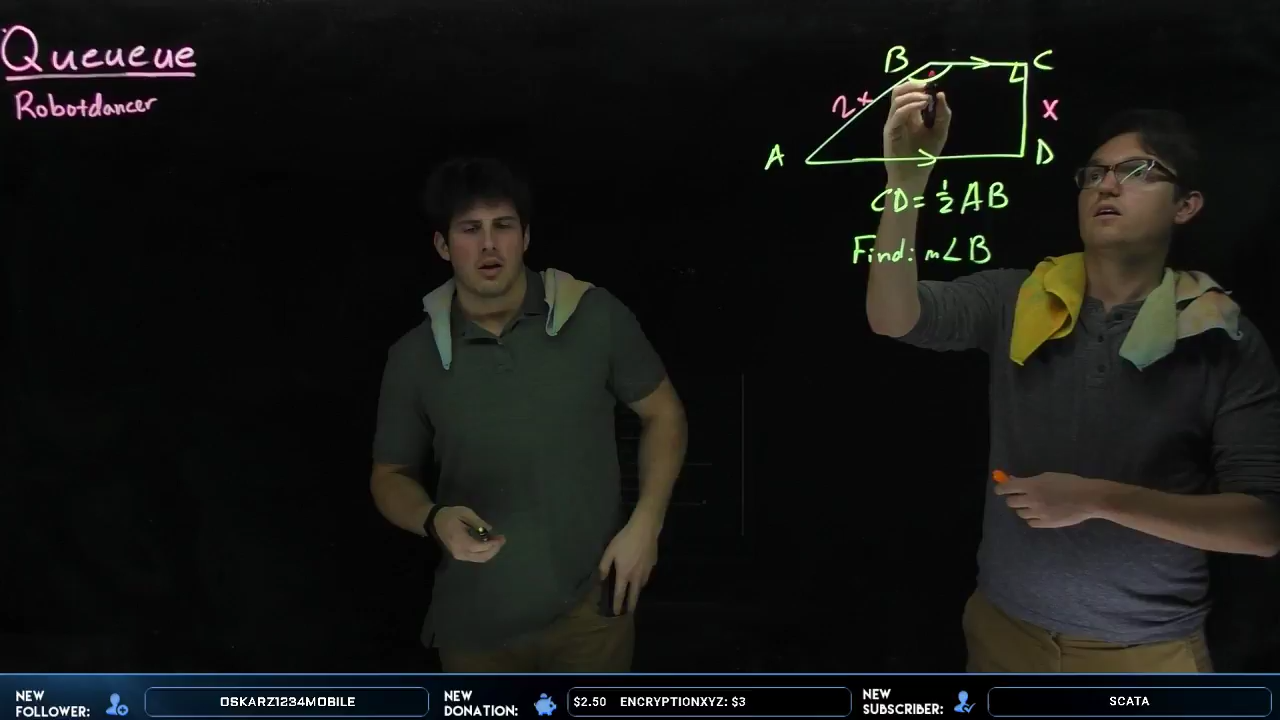 Queueue
Robotdancer
B
C
2x
x
A
D
CD = 1/2 AB
Find: m∠B
NEW FOLLOWER:
OSKARZ1234MOBILE
NEW DONATION:
$2.50 ENCRYPTIONXYZ: $3
NEW SUBSCRIBER:
SCATA